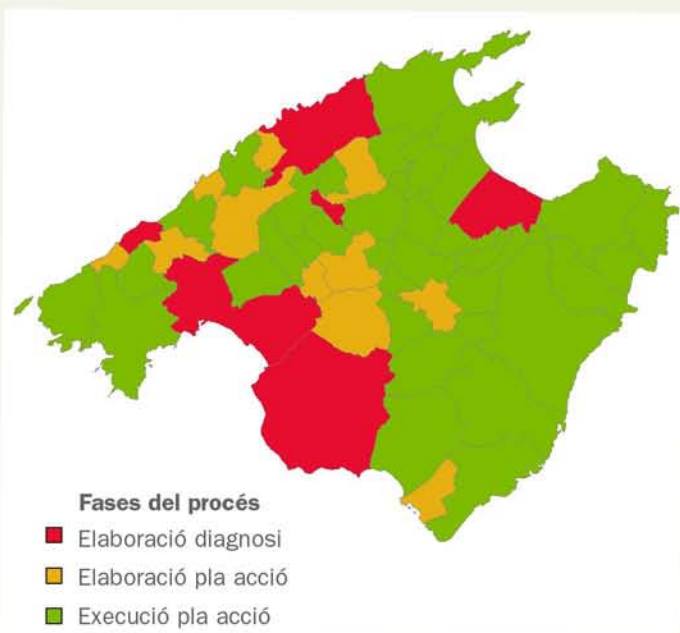 Fases del procés
Elaboració diagnosi
Elaboració pla acció
Execució pla acció